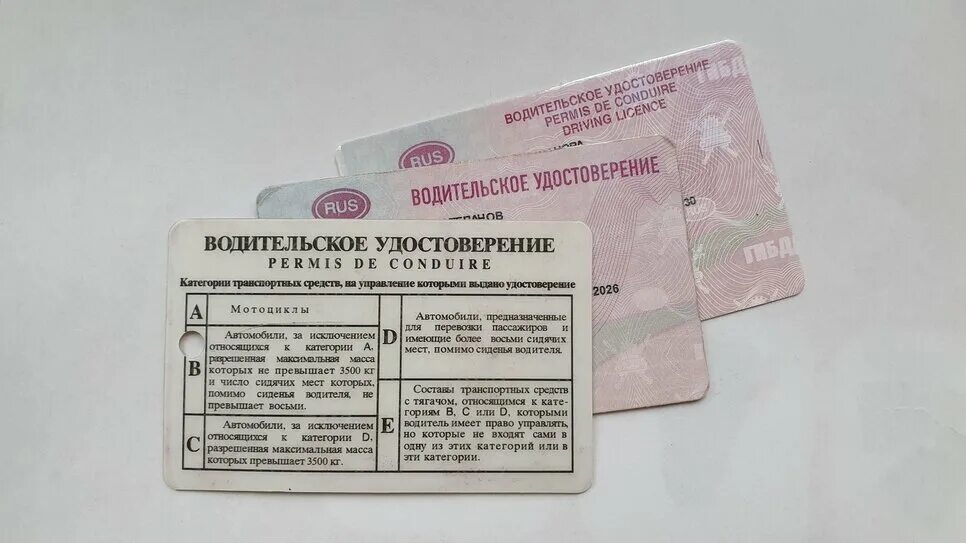 ВОДИТЕЛЬСКОЕ УДОСТОВЕРЕНИЕ
PERMIS DE CONDUIRE
DRIVING LICENCE
RUS
ГИБД
ВОДИТЕЛЬСКОЕ УДОСТОВЕРЕНИЕ
RUS
30
ГИБД
2026
ВОДИТЕЛЬСКОЕ УДОСТОВЕРЕНИЕ
PERMIS DE CONDUIRE
Категории транспортных средств, на управление которыми выдано удостоверение
A
Мотоциклы
B
Автомобили, за исключением
относящихся к категории А,
разрешенная максимальная масса
которых не превышает 3500 кг
и число сидячих мест которых,
помимо сиденья водителя, не
превышает восьми.
C
Автомобили, за исключением
относящихся к категории D,
разрешенная максимальная масса
которых превышает 3500 кг.
D
Автомобили, предназначенные
для перевозки пассажиров и
имеющие более восьми сидячих
мест, помимо сиденья водителя.
E
Составы транспортных средств
с тягачом, относящимся к кате-
гориям В, С или D, которыми
водитель имеет право управлять,
но которые не входят сами в
одну из этих категорий или в
эти категории.